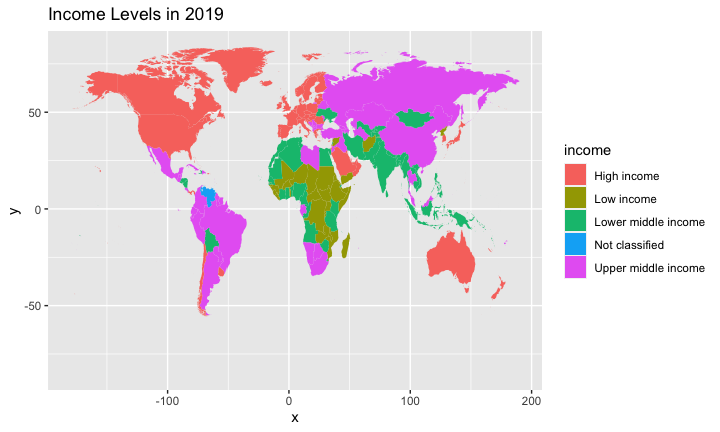 Income Levels in 2019
50
0
-50
y
-100
0
100
200
x
income
High income
Low income
Lower middle income
Not classified
Upper middle income